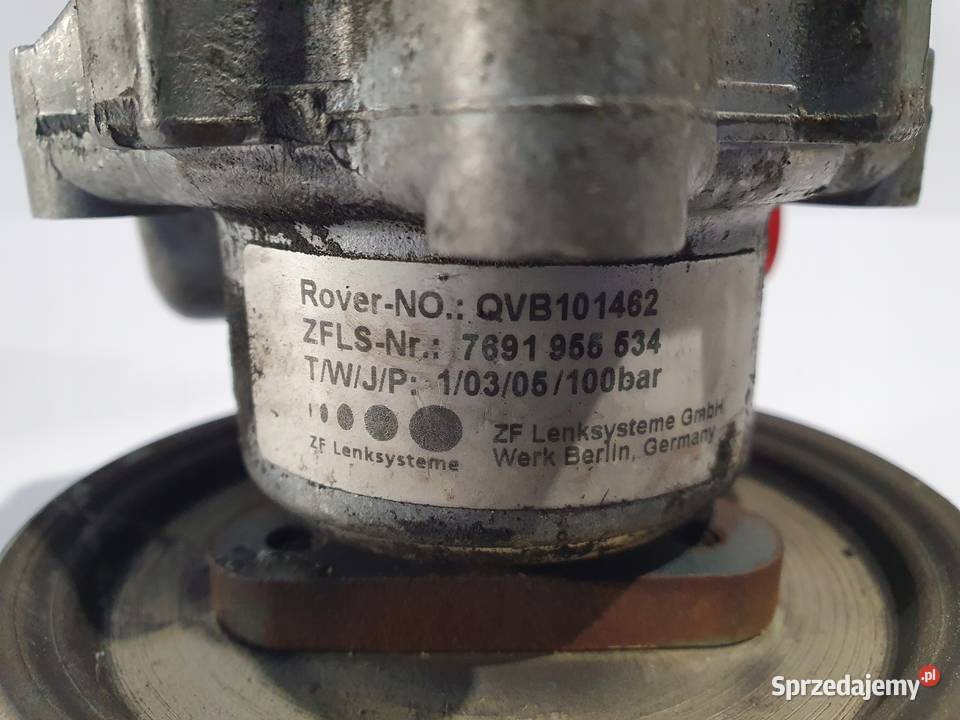 Rover-NO.: QVB101462
ZFLS-Nr.: 7691 955 534
T/W/J/P: 1/03/05/100bar
ZF Lenksysteme
ZF Lenksysteme GmbH
Werk Berlin, Germany
Sprzedajemy.pl